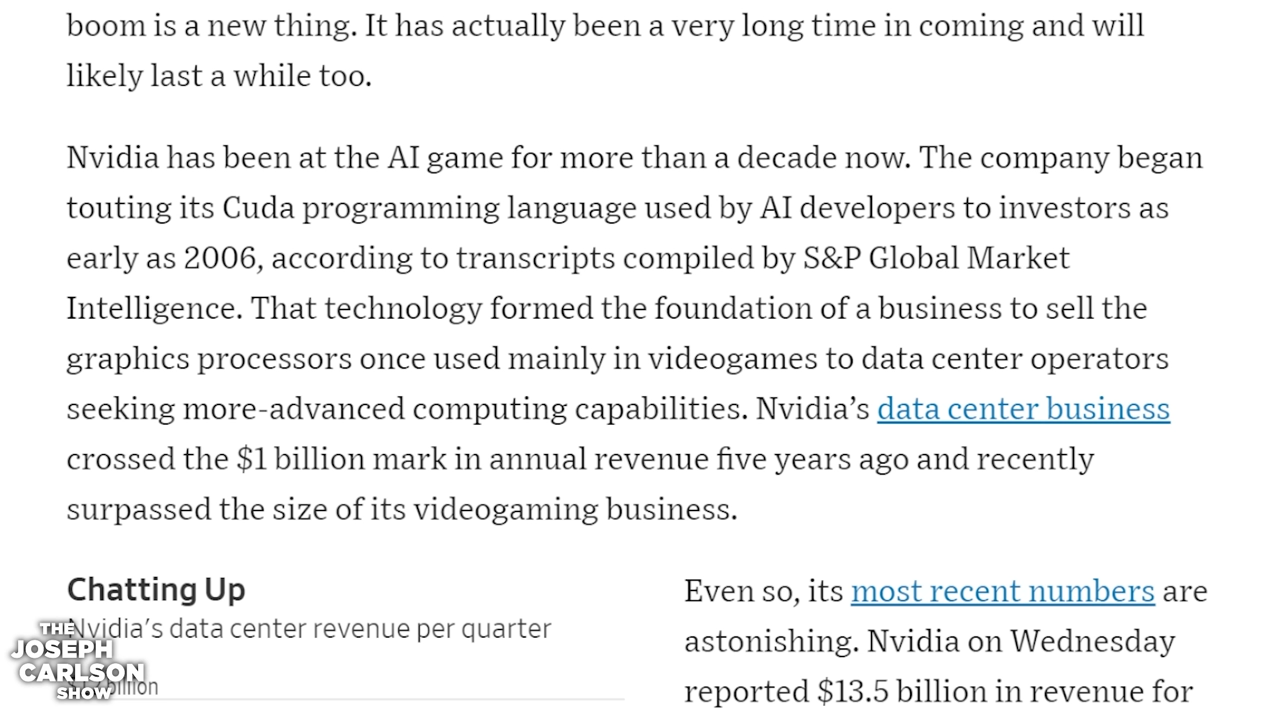 boom is a new thing. It has actually been a very long time in coming and will
likely last a while too.
Nvidia has been at the AI game for more than a decade now. The company began
touting its Cuda programming language used by AI developers to investors as
early as 2006, according to transcripts compiled by S&P Global Market
Intelligence. That technology formed the foundation of a business to sell the
graphics processors once used mainly in videogames to data center operators
seeking more-advanced computing capabilities. Nvidia’s data center business
crossed the $1 billion mark in annual revenue five years ago and recently
surpassed the size of its videogaming business.
Chatting Up
Nvidia’s data center revenue per quarter
billion
Even so, its most recent numbers are
astonishing. Nvidia on Wednesday
reported $13.5 billion in revenue for
THE
JOSEPH
CARLSON
SHOW